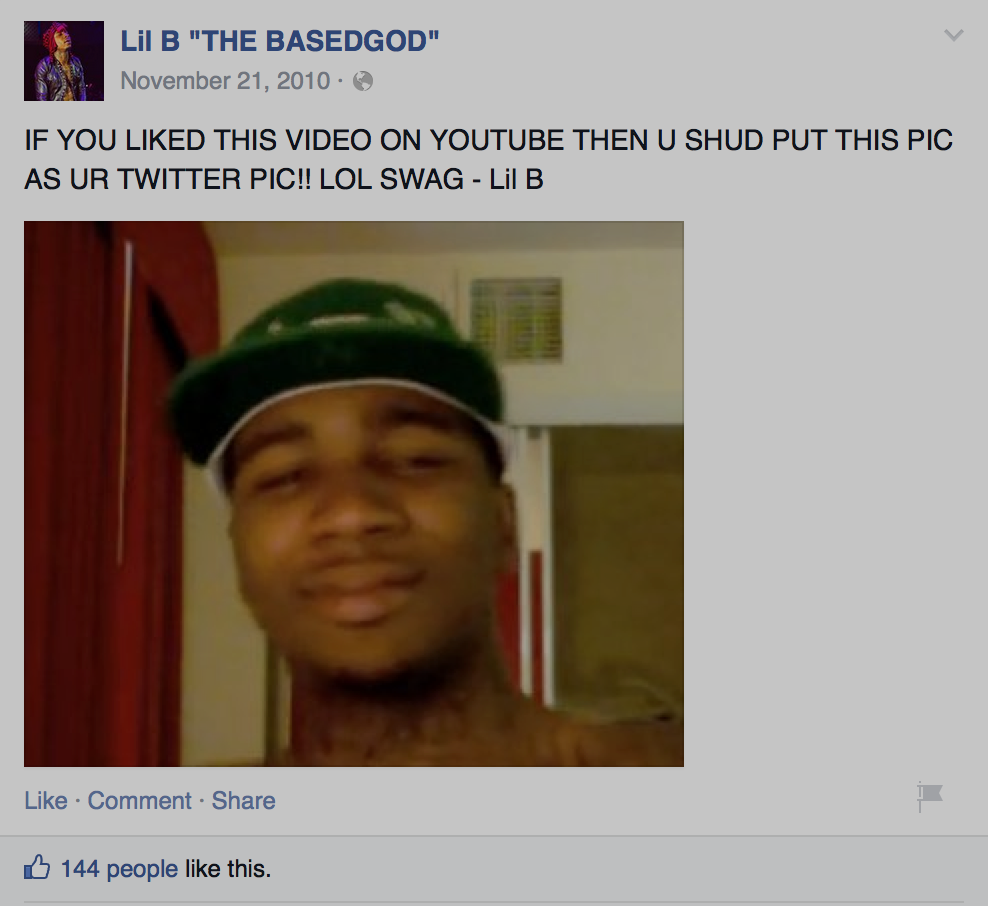 Lil B "THE BASEDGOD"
November 21, 2010 ·
IF YOU LIKED THIS VIDEO ON YOUTUBE THEN U SHUD PUT THIS PIC
AS UR TWITTER PIC!! LOL SWAG - Lil B
Like · Comment · Share
144 people like this.